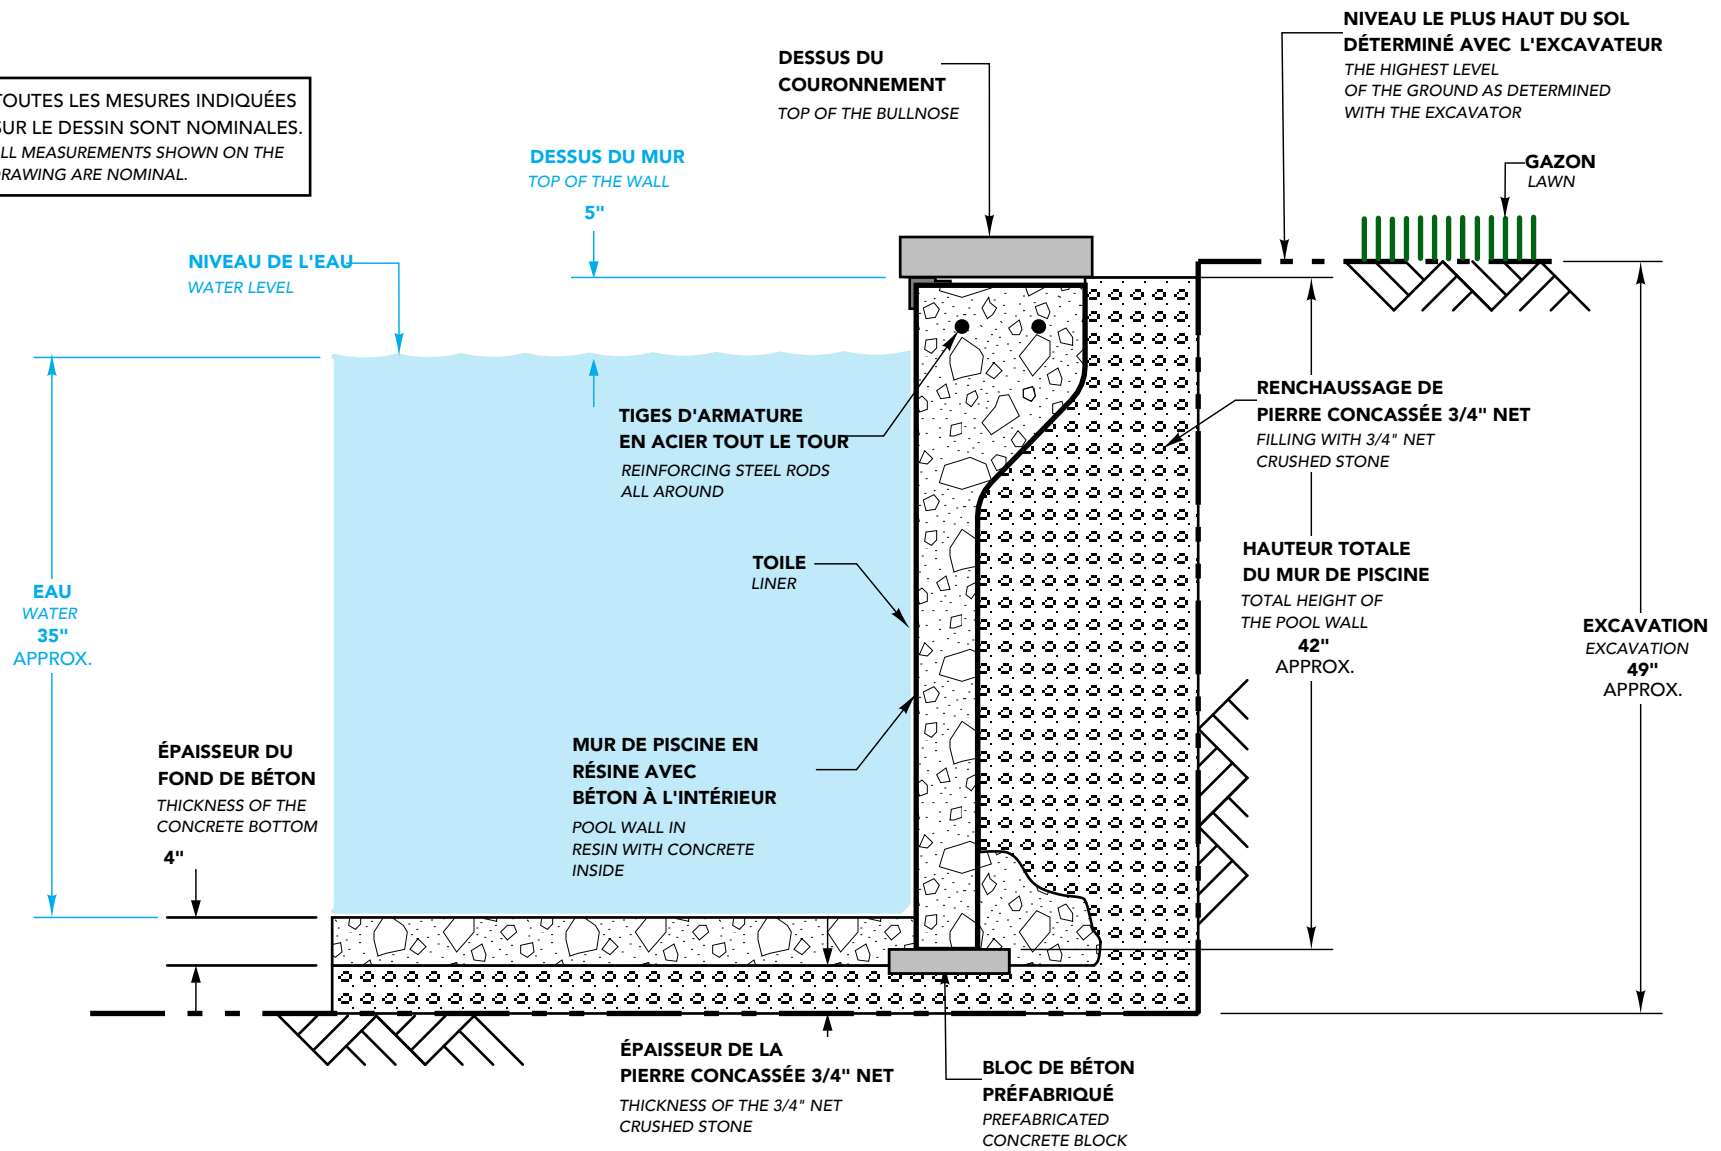 TOUTES LES MESURES INDIQUÉES
SUR LE DESSIN SONT NOMINALES.
ALL MEASUREMENTS SHOWN ON THE
DRAWING ARE NOMINAL.
DESSUS DU
COURONNEMENT
TOP OF THE BULLNOSE
NIVEAU LE PLUS HAUT DU SOL
DÉTERMINÉ AVEC L'EXCAVATEUR
THE HIGHEST LEVEL
OF THE GROUND AS DETERMINED
WITH THE EXCAVATOR
GAZON
LAWN
DESSUS DU MUR
TOP OF THE WALL
5"
NIVEAU DE L'EAU
WATER LEVEL
TIGES D'ARMATURE
EN ACIER TOUT LE TOUR
REINFORCING STEEL RODS
ALL AROUND
RENCHAUSSAGE DE
PIERRE CONCASSÉE 3/4" NET
FILLING WITH 3/4" NET
CRUSHED STONE
TOILE
LINER
HAUTEUR TOTALE
DU MUR DE PISCINE
TOTAL HEIGHT OF
THE POOL WALL
42"
APPROX.
EAU
WATER
35"
APPROX.
EXCAVATION
EXCAVATION
49"
APPROX.
ÉPAISSEUR DU
FOND DE BÉTON
THICKNESS OF THE
CONCRETE BOTTOM
4"
MUR DE PISCINE EN
RÉSINE AVEC
BÉTON À L'INTÉRIEUR
POOL WALL IN
RESIN WITH CONCRETE
INSIDE
ÉPAISSEUR DE LA
PIERRE CONCASSÉE 3/4" NET
THICKNESS OF THE 3/4" NET
CRUSHED STONE
BLOC DE BÉTON
PRÉFABRIQUÉ
PREFABRICATED
CONCRETE BLOCK